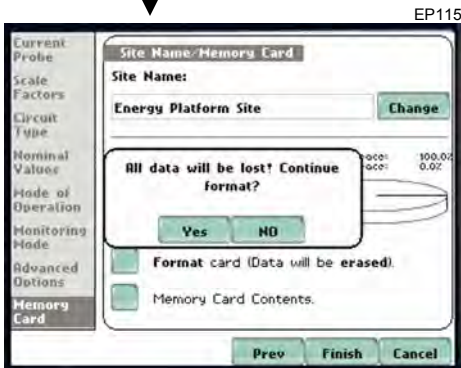 EP115
Current
Probe
Scale
Factors
Circuit
Type
Nominal
Values
Mode of
Operation
Monitoring
Mode
Advanced
Options
Memory
Card
Site Name/Memory Card
Site Name:
Energy Platform Site
Change
100.0%
0.0%
All data will be lost! Continue
format?
Yes
NO
Format card (Data will be erased).
Memory Card Contents.
Prev
Finish
Cancel